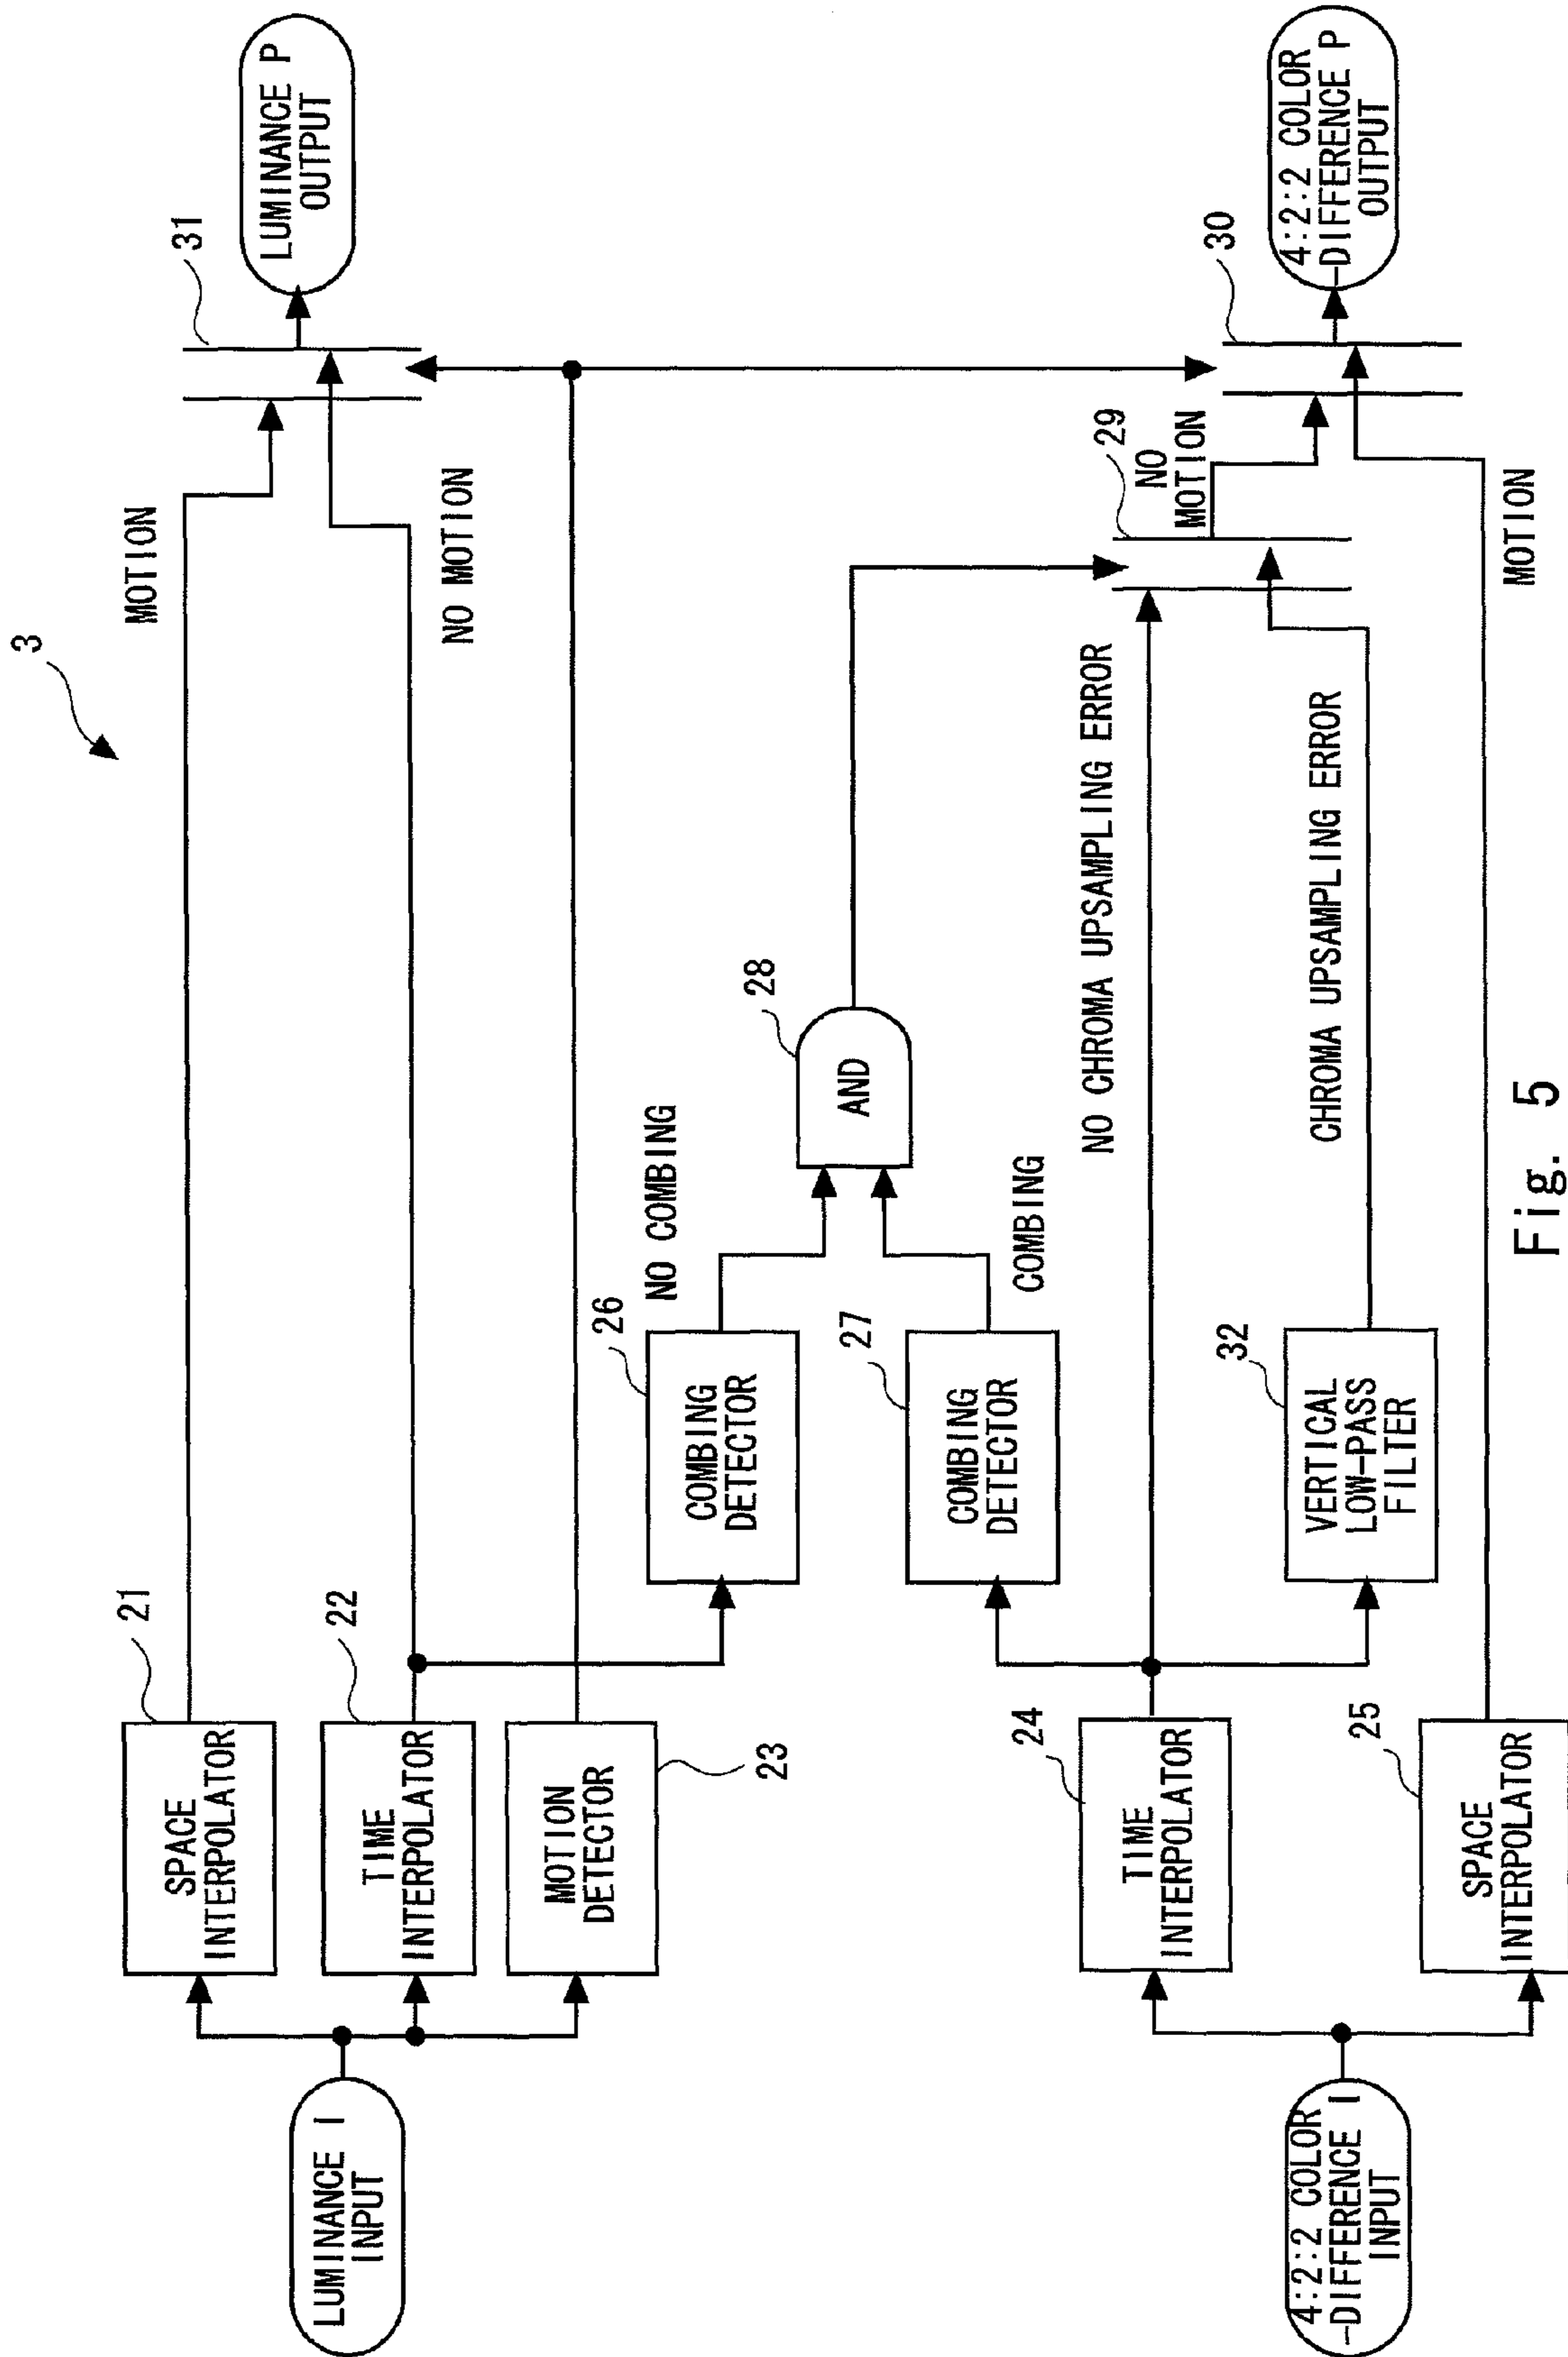 3
LUMINANCE I
INPUT
21
SPACE
INTERPOLATOR
MOTION
31
LUMINANCE P
OUTPUT
22
TIME
INTERPOLATOR
NO MOTION
MOTION
DETECTOR
23
26
COMBING
DETECTOR
NO COMBING
27
COMBING
DETECTOR
COMBING
28
AND
4:2:2 COLOR
-DIFFERENCE I
INPUT
24
TIME
INTERPOLATOR
NO CHROMA UPSAMPLING ERROR
29
NO
MOTION
30
4:2:2 COLOR
-DIFFERENCE P
OUTPUT
32
VERTICAL
LOW-PASS
FILTER
CHROMA UPSAMPLING ERROR
25
SPACE
INTERPOLATOR
MOTION
Fig. 5